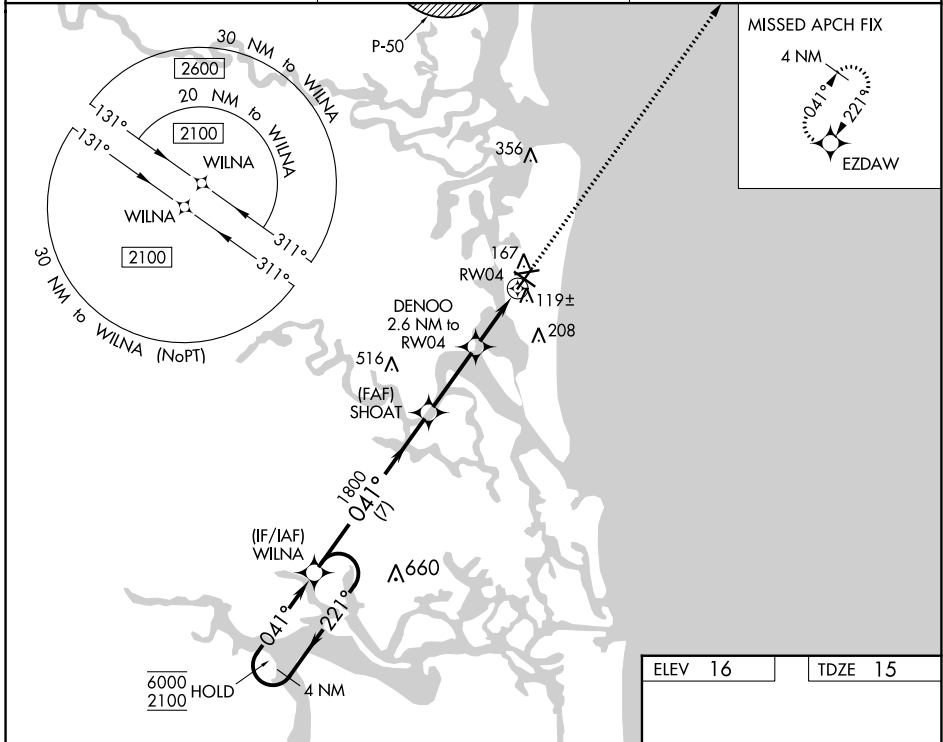 P-50
MISSED APCH FIX
4 NM
041°
221°
EZDAW
30 NM to WILNA
2600
20 NM to WILNA
2100
131°
131°
WILNA
WILNA
311°
311°
2100
30 NM to WILNA (NoPT)
356
167
RW04
119±
208
DENOO
2.6 NM to
RW04
516
(FAF)
SHOAT
1800
041°
(7)
(IF/IAF)
WILNA
660
041°
221°
6000
2100
HOLD
4 NM
ELEV 16
TDZE 15